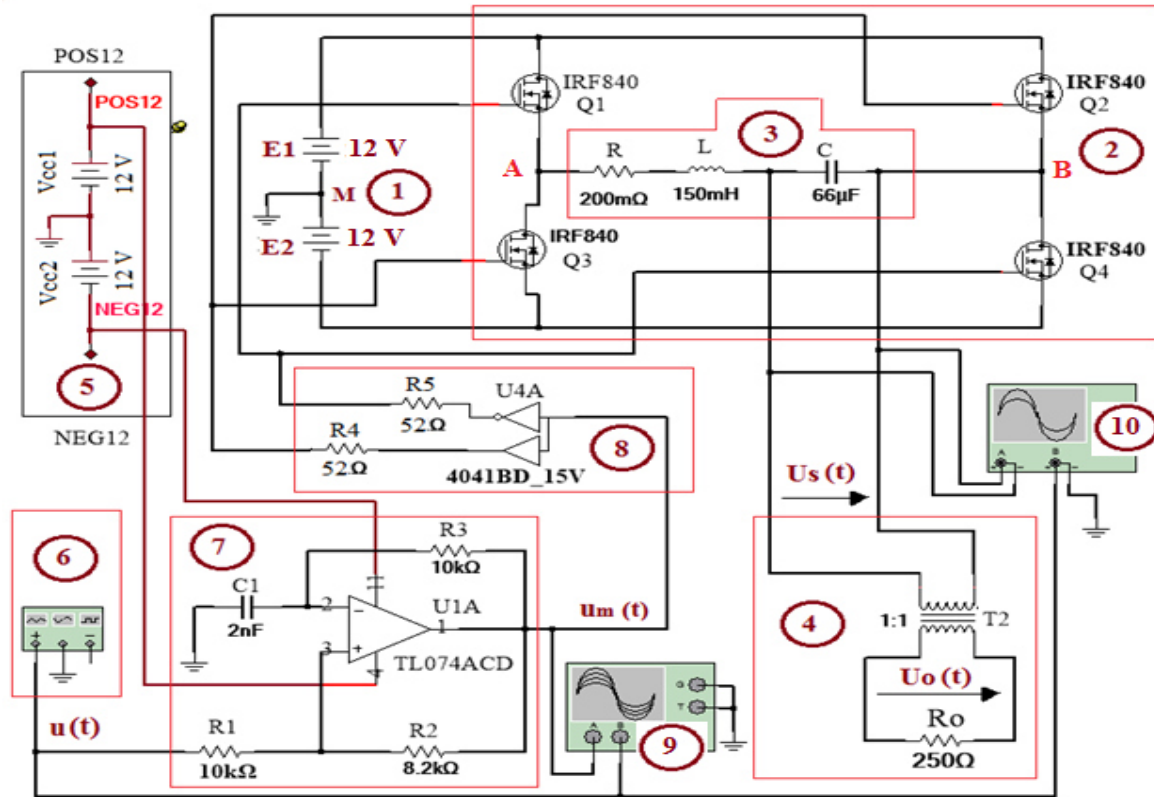 POS12
POS12
Vcc1
12 V
Vcc2
12 V
NEG12
5
NEG12
E1 12 V
M 1
E2 12 V
IRF840
Q1
IRF840
Q2
3
2
A
R
200mΩ
L
150mH
C
66µF
B
IRF840
Q3
IRF840
Q4
R5
52Ω
U4A
R4
52Ω
8
4041BD_15V
10
A B
Us (t)
6
u (t)
7
R3
10kΩ
C1
2nF
2
3
11
4
1
U1A
TL074ACD
um (t)
R1
10kΩ
R2
8.2kΩ
G
T
A B
9
4
1:1
T2
Uo (t)
Ro
250Ω